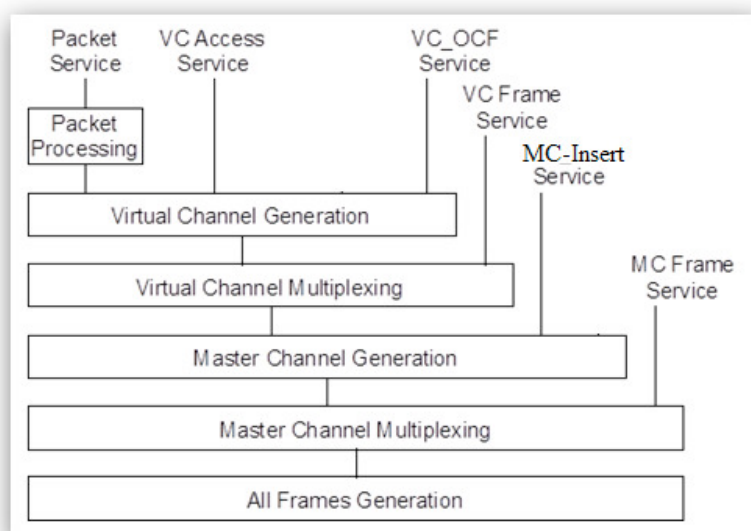 Packet
Service
VC Access
Service
VC_OCF
Service
VC Frame
Service
MC-Insert
Service
MC Frame
Service
Packet
Processing
Virtual Channel Generation
Virtual Channel Multiplexing
Master Channel Generation
Master Channel Multiplexing
All Frames Generation